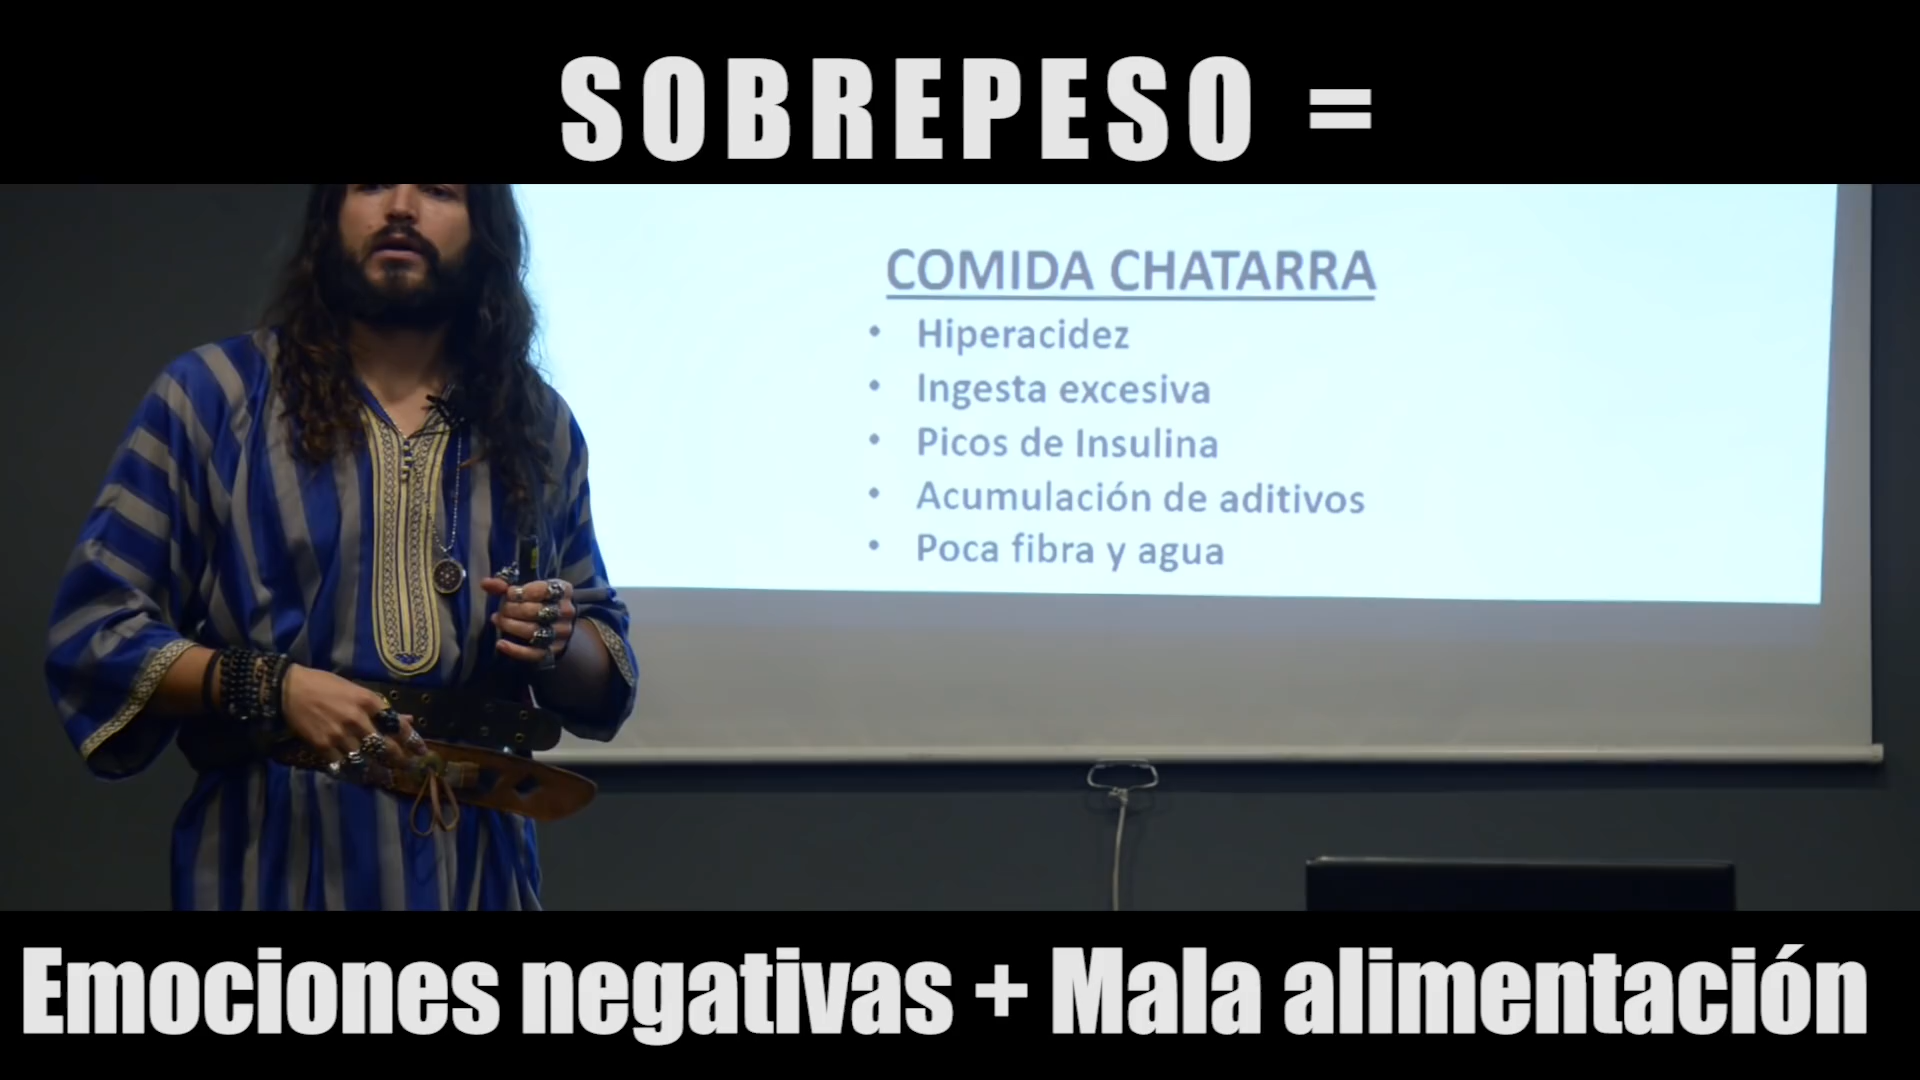 SOBREPESO =
COMIDA CHATARRA
• Hiperacidez
• Ingesta excesiva
• Picos de Insulina
• Acumulación de aditivos
• Poca fibra y agua
Emociones negativas + Mala alimentación